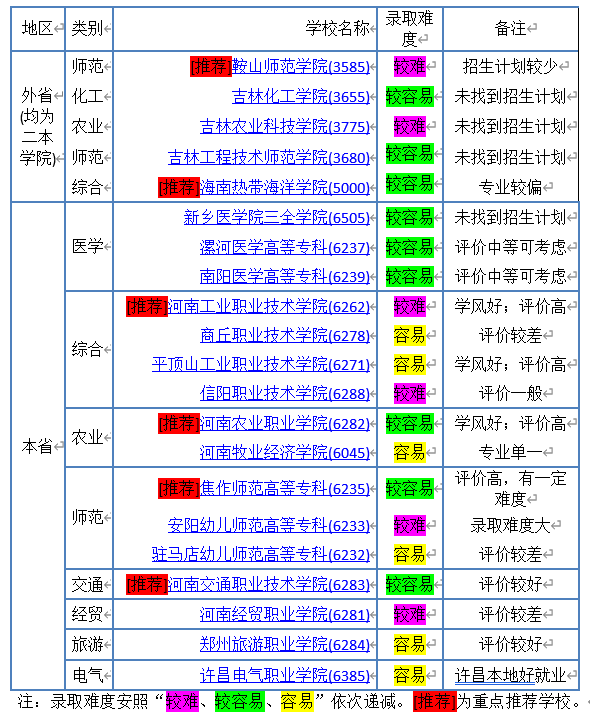 地区 类别 学校名称 录取难度 备注
外省(均为二本学院) 师范 [推荐]鞍山师范学院(3585) 较难 招生计划较少
化工 吉林化工学院(3655) 较容易 未找到招生计划
农业 吉林农业科技学院(3775) 较难 未找到招生计划
师范 吉林工程技术师范学院(3680) 较容易 未找到招生计划
综合 [推荐]海南热带海洋学院(5000) 较容易 专业较偏
本省 医学 新乡医学院三全学院(6505) 较容易 未找到招生计划
漯河医学高等专科(6237) 较容易 评价中等可考虑
南阳医学高等专科(6239) 较容易 评价中等可考虑
综合 [推荐]河南工业职业技术学院(6262) 较难 学风好；评价高
商丘职业技术学院(6278) 容易 评价较差
平顶山工业职业技术学院(6271) 容易 学风好；评价高
信阳职业技术学院(6288) 较难 评价一般
农业 [推荐]河南农业职业学院(6282) 较容易 学风好；评价高
河南牧业经济学院(6045) 容易 专业单一
师范 [推荐]焦作师范高等专科(6235) 较容易 评价高，有一定难度
安阳幼儿师范高等专科(6233) 较难 录取难度大
驻马店幼儿师范高等专科(6232) 容易 评价较差
交通 [推荐]河南交通职业技术学院(6283) 较容易 评价较好
经贸 河南经贸职业学院(6281) 较难 评价较差
旅游 郑州旅游职业学院(6284) 容易 评价较好
电气 许昌电气职业学院(6385) 容易 许昌本地好就业
注：录取难度安照“较难、较容易、容易”依次递减。[推荐]为重点推荐学校。